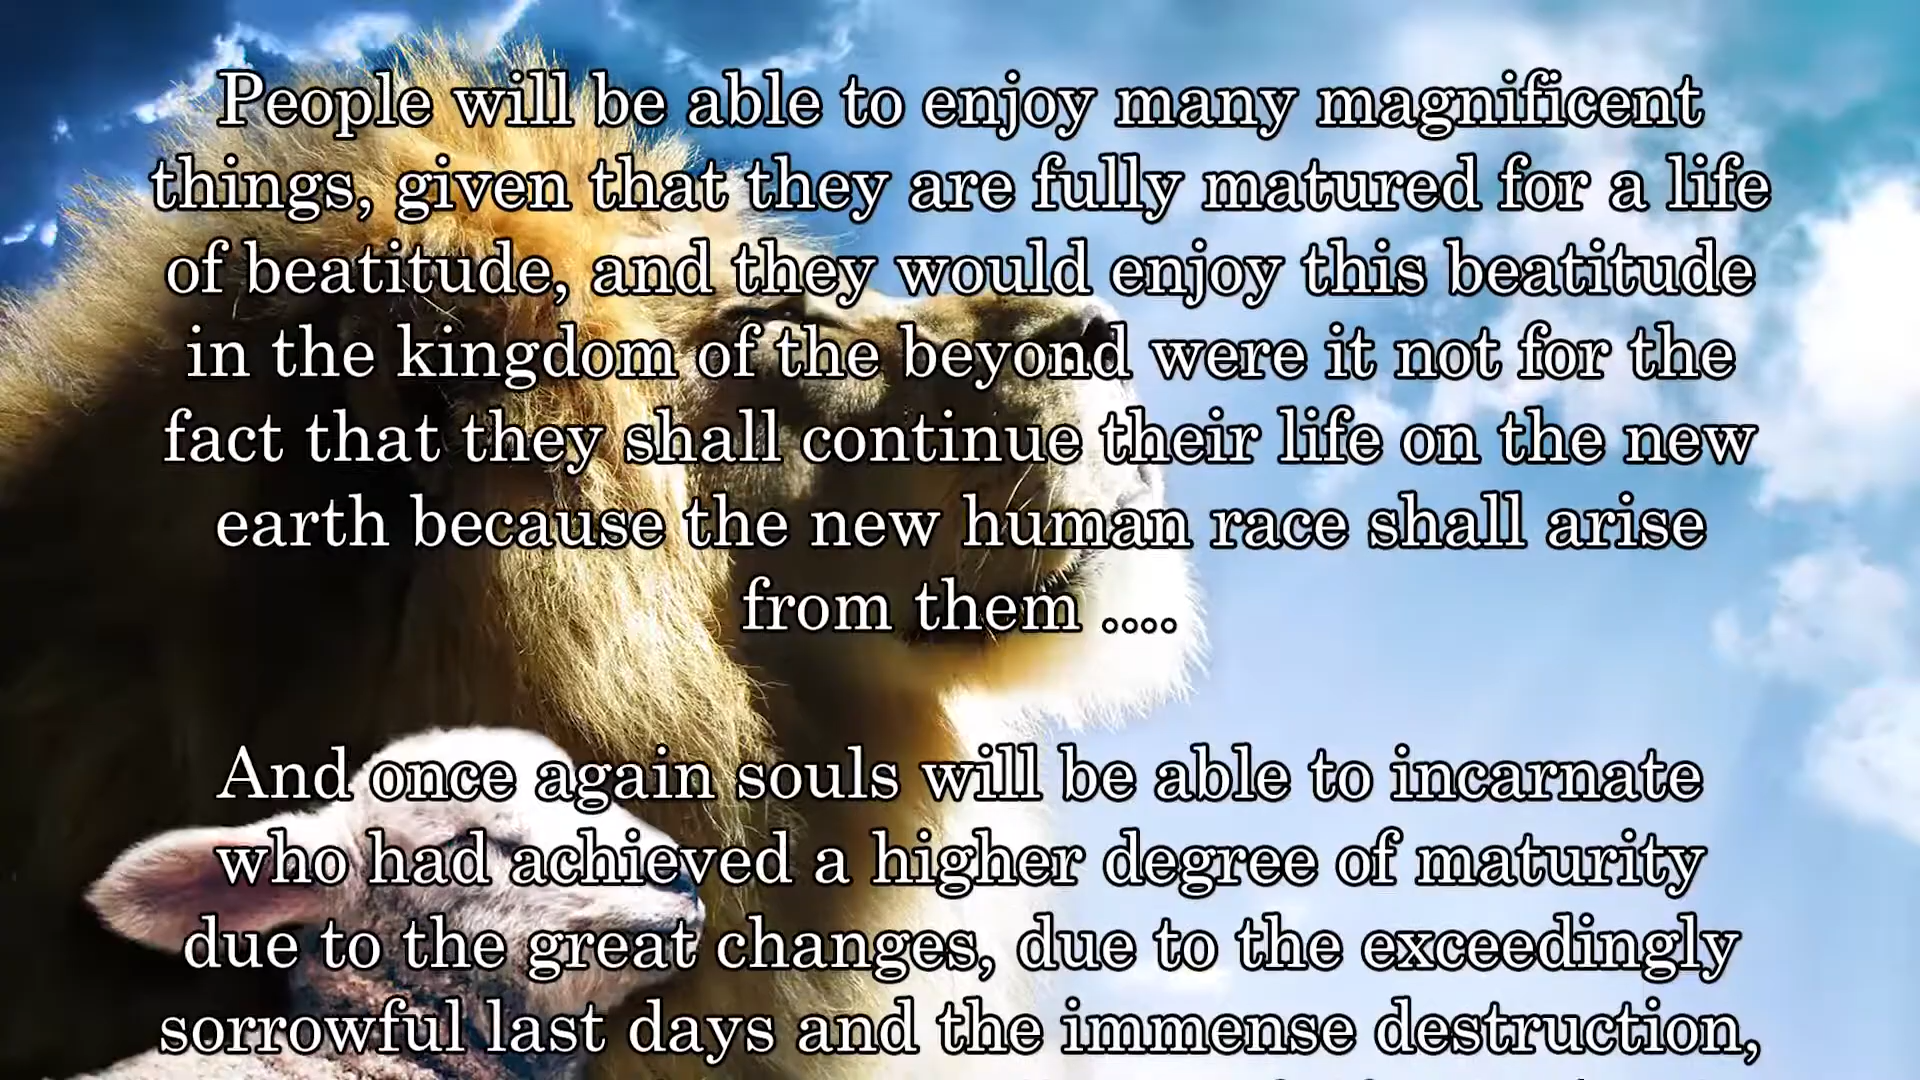 People will be able to enjoy many magnificent
things, given that they are fully matured for a life
of beatitude, and they would enjoy this beatitude
in the kingdom of the beyond were it not for the
fact that they shall continue their life on the new
earth because the new human race shall arise
from them ....
And once again souls will be able to incarnate
who had achieved a higher degree of maturity
due to the great changes, due to the exceedingly
sorrowful last days and the immense destruction,